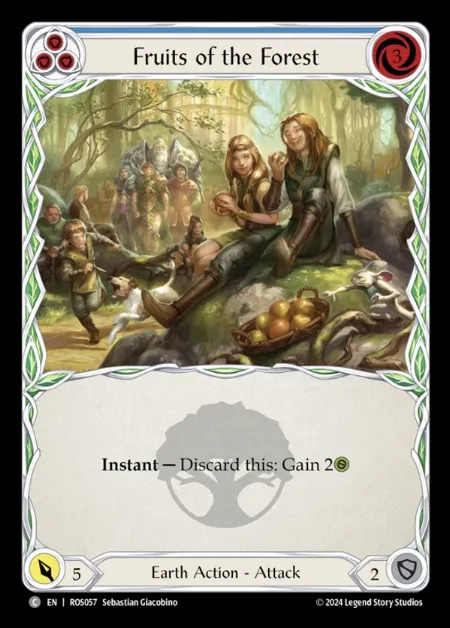 Fruits of the Forest
3
Instant — Discard this: Gain 2
5
Earth Action - Attack
2
C EN | ROS057 Sebastian Giacobino
© 2024 Legend Story Studios